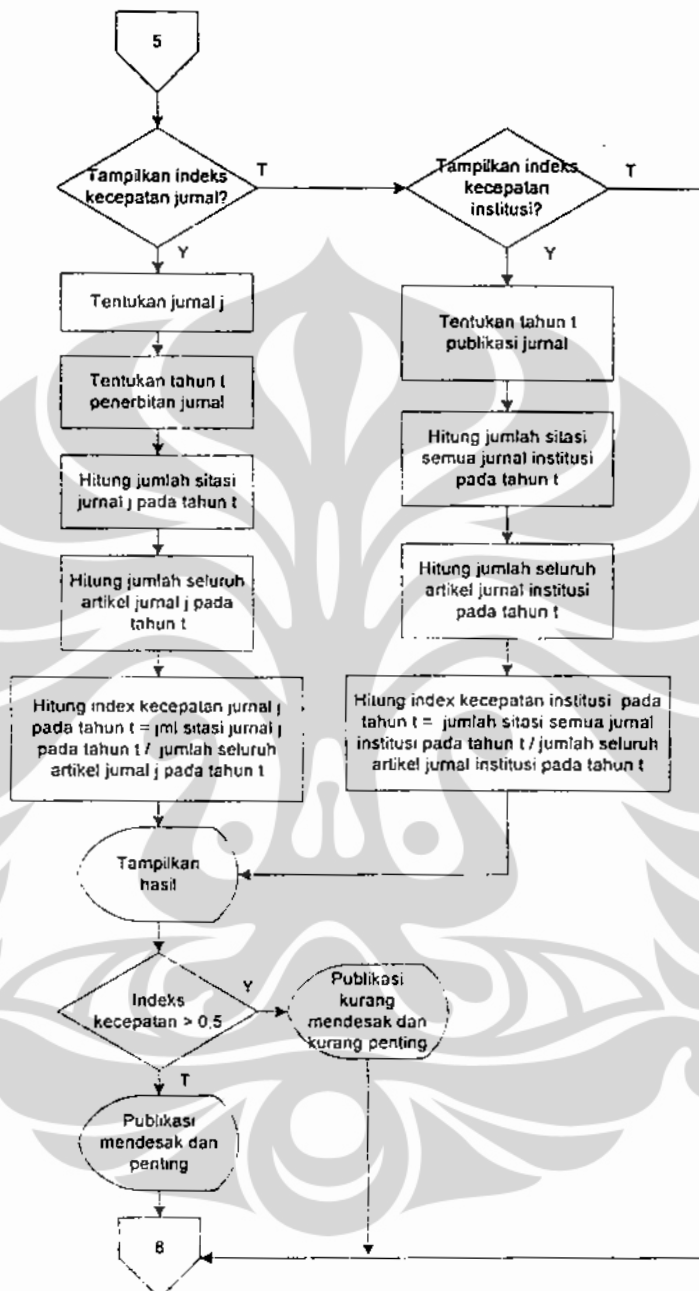 5
Tampilkan indeks
kecepatan jurnal?
T
Y
Tampilkan indeks
kecepatan
institusi?
T
Y
Tentukan jurnal j
Tentukan tahun t
penerbitan jurnal
Hitung jumlah sitasi
jurnal j pada tahun t
Hitung jumlah seluruh
artikel jurnal j pada
tahun t
Hitung index kecepatan jurnal j
pada tahun t = jml sitasi jurnal j
pada tahun t / jumlah seluruh
artikel jurnal j pada tahun t
Tentukan tahun t
publikasi jurnal
Hitung jumlah sitasi
semua jurnal institusi
pada tahun t
Hitung jumlah seluruh
artikel jurnal institusi
pada tahun t
Hitung index kecepatan institusi pada
tahun t = jumlah sitasi semua jurnal
institusi pada tahun t / jumlah seluruh
artikel jurnal institusi pada tahun t
Tampilkan
hasil
Indeks
kecepatan > 0,5
Y
T
Publikasi
kurang
mendesak dan
kurang penting
Publikasi
mendesak dan
penting
6